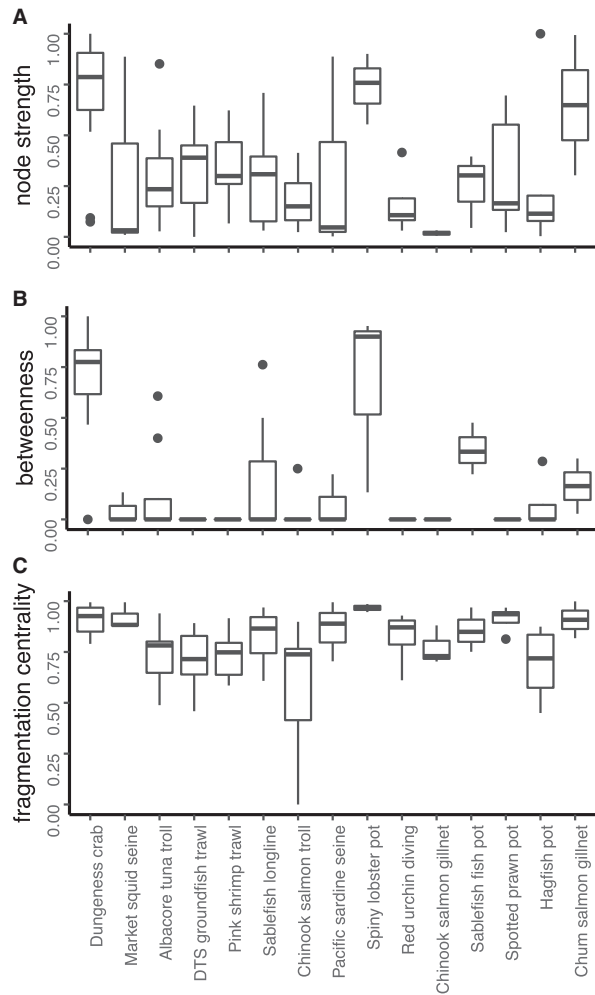 A
node strength
1.00
0.75
0.50
0.25
0.00
B
betweenness
1.00
0.75
0.50
0.25
0.00
C
fragmentation centrality
1.00
0.75
0.50
0.25
0.00
Dungeness crab
Market squid seine
Albacore tuna troll
DTS groundfish trawl
Pink shrimp trawl
Sablefish longline
Chinook salmon troll
Pacific sardine seine
Spiny lobster pot
Red urchin diving
Chinook salmon gillnet
Sablefish fish pot
Spotted prawn pot
Hagfish pot
Chum salmon gillnet